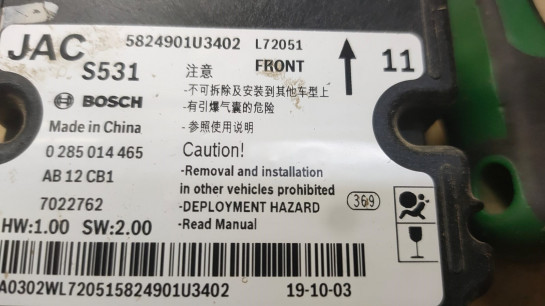 JAC 5824901U3402 L72051
S531 注意 FRONT 11
BOSCH -不可拆除及安装到其他车型上
-有引爆气囊的危险
Made in China -参照使用说明
0 285 014 465 Caution!
AB 12 CB1 -Removal and installation
in other vehicles prohibited
7022762 -DEPLOYMENT HAZARD 369
HW:1.00 SW:2.00 -Read Manual
A0302WL720515824901U3402 19-10-03